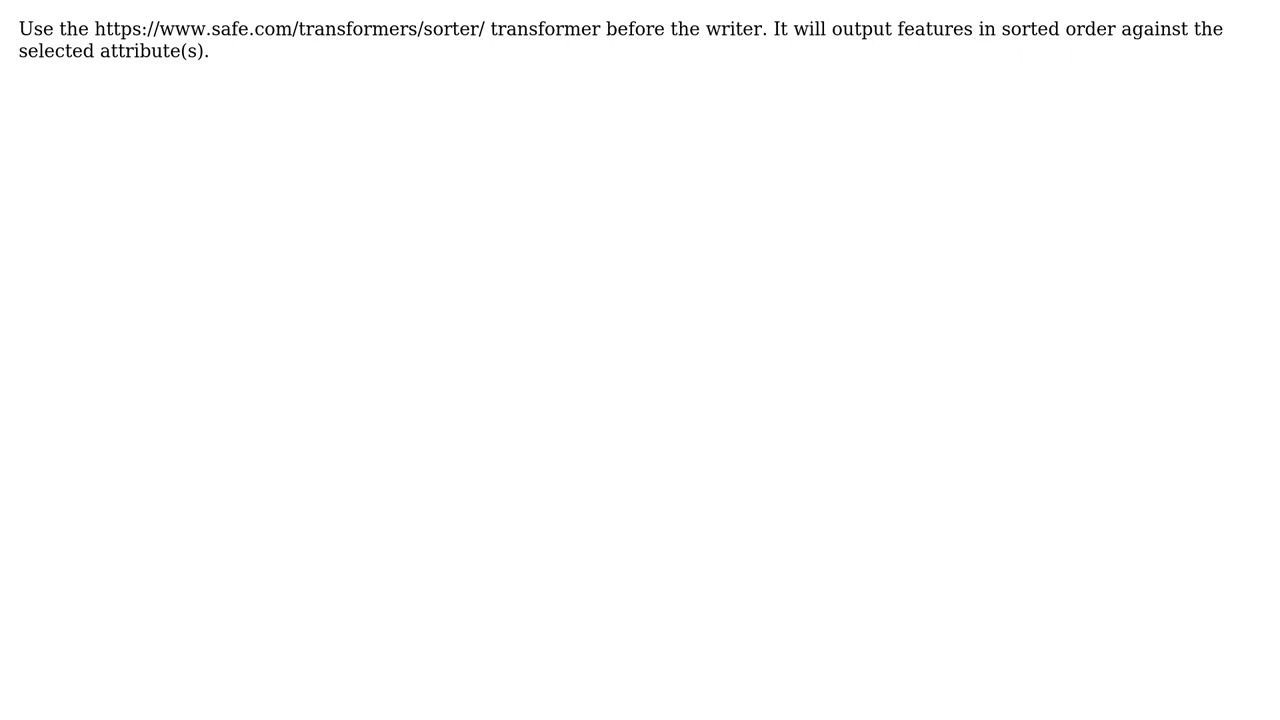 Use the https://www.safe.com/transformers/sorter/ transformer before the writer. It will output features in sorted order against the
selected attribute(s).